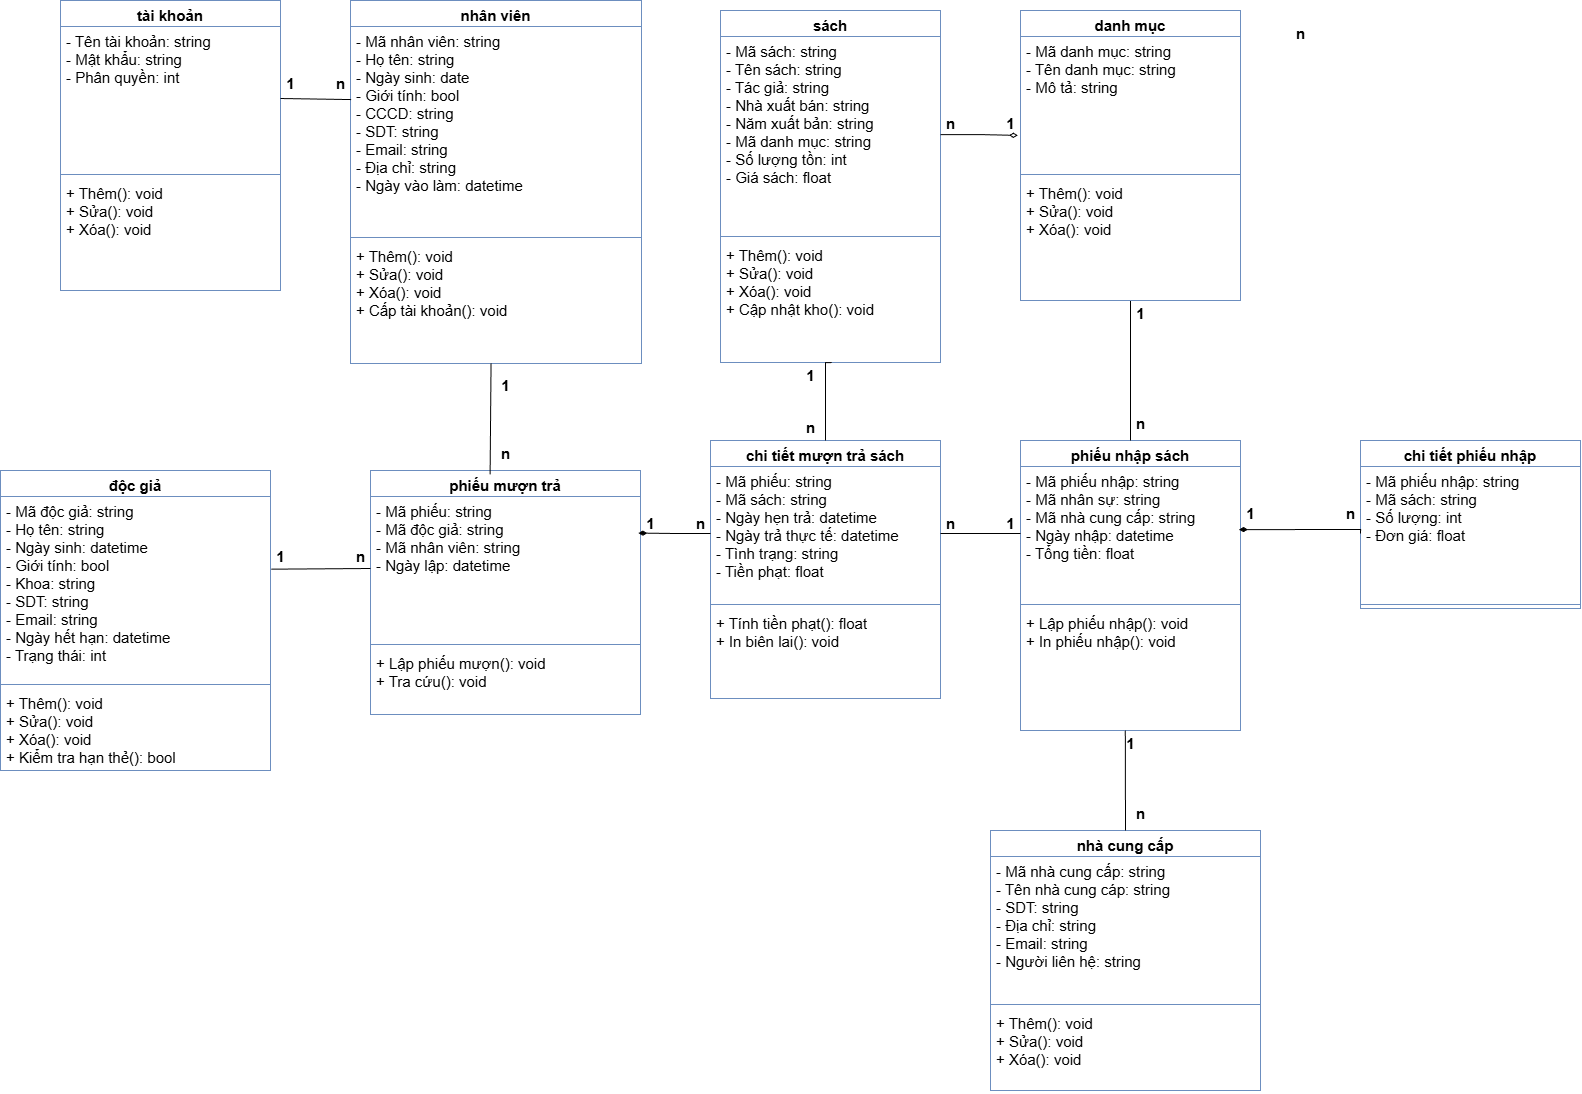 tài khoản
- Tên tài khoản: string
- Mật khẩu: string
- Phân quyền: int
+ Thêm(): void
+ Sửa(): void
+ Xóa(): void
1
n
nhân viên
- Mã nhân viên: string
- Họ tên: string
- Ngày sinh: date
- Giới tính: bool
- CCCD: string
- SDT: string
- Email: string
- Địa chỉ: string
- Ngày vào làm: datetime
+ Thêm(): void
+ Sửa(): void
+ Xóa(): void
+ Cấp tài khoản(): void
sách
- Mã sách: string
- Tên sách: string
- Tác giả: string
- Nhà xuất bán: string
- Năm xuất bản: string
- Mã danh mục: string
- Số lượng tồn: int
- Giá sách: float
+ Thêm(): void
+ Sửa(): void
+ Xóa(): void
+ Cập nhật kho(): void
n
1
danh mục
- Mã danh mục: string
- Tên danh mục: string
- Mô tả: string
+ Thêm(): void
+ Sửa(): void
+ Xóa(): void
n
1
n
1
n
1
n
độc giả
- Mã độc giả: string
- Họ tên: string
- Ngày sinh: datetime
- Giới tính: bool
- Khoa: string
- SDT: string
- Email: string
- Ngày hết hạn: datetime
- Trạng thái: int
+ Thêm(): void
+ Sửa(): void
+ Xóa(): void
+ Kiểm tra hạn thẻ(): bool
1
n
phiếu mượn trả
- Mã phiếu: string
- Mã độc giả: string
- Mã nhân viên: string
- Ngày lập: datetime
+ Lập phiếu mượn(): void
+ Tra cứu(): void
1
n
chi tiết mượn trả sách
- Mã phiếu: string
- Mã sách: string
- Ngày hẹn trả: datetime
- Ngày trả thực tế: datetime
- Tình trạng: string
- Tiền phạt: float
+ Tính tiền phạt(): float
+ In biên lai(): void
n
1
phiếu nhập sách
- Mã phiếu nhập: string
- Mã nhân sự: string
- Mã nhà cung cấp: string
- Ngày nhập: datetime
- Tổng tiền: float
+ Lập phiếu nhập(): void
+ In phiếu nhập(): void
1
n
chi tiết phiếu nhập
- Mã phiếu nhập: string
- Mã sách: string
- Số lượng: int
- Đơn giá: float
1
n
nhà cung cấp
- Mã nhà cung cấp: string
- Tên nhà cung cáp: string
- SDT: string
- Địa chỉ: string
- Email: string
- Người liên hệ: string
+ Thêm(): void
+ Sửa(): void
+ Xóa(): void